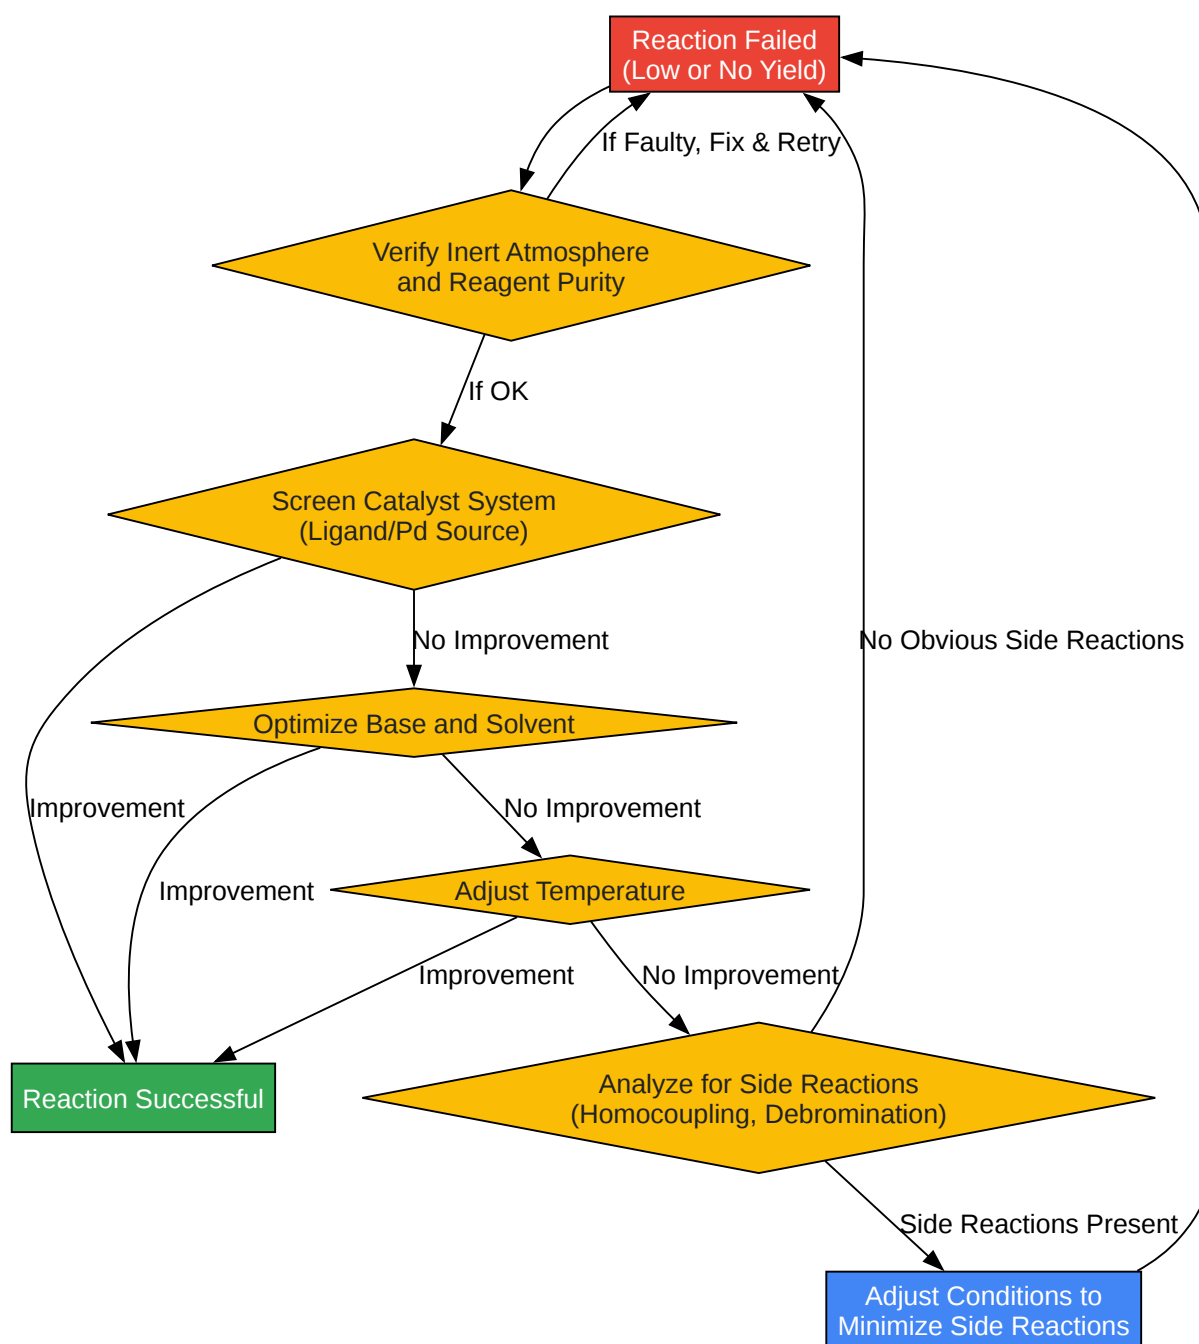 Reaction Failed
(Low or No Yield)
If Faulty, Fix & Retry
Verify Inert Atmosphere
and Reagent Purity
If OK
Screen Catalyst System
(Ligand/Pd Source)
No Improvement
No Obvious Side Reactions
Optimize Base and Solvent
Improvement
No Improvement
Improvement
Adjust Temperature
Improvement
No Improvement
Analyze for Side Reactions
(Homocoupling, Debromination)
Reaction Successful
Side Reactions Present
Adjust Conditions to
Minimize Side Reactions